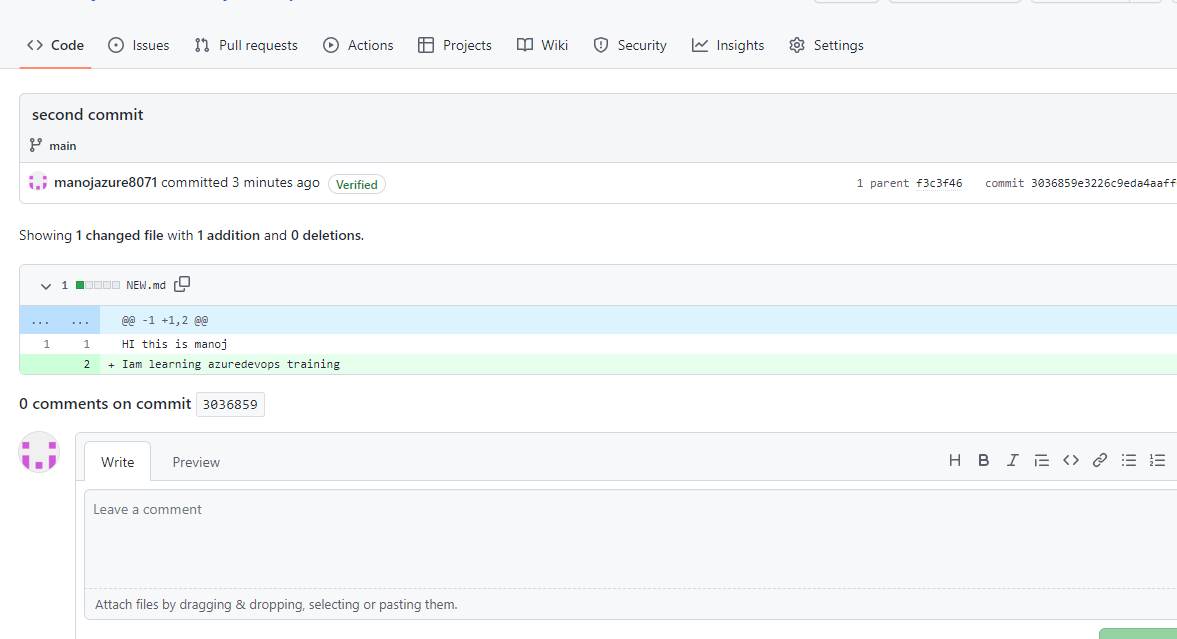 Code Issues Pull requests Actions Projects Wiki Security Insights Settings
second commit
main
manojazure8071 committed 3 minutes ago Verified 1 parent f3c3f46 commit 3036859e3226c9eda4aaff
Showing 1 changed file with 1 addition and 0 deletions.
1 NEW.md
... ... @@ -1 +1,2 @@
1 1 HI this is manoj
2 + Iam learning azuredevops training
0 comments on commit 3036859
Write Preview
Leave a comment
Attach files by dragging & dropping, selecting or pasting them.